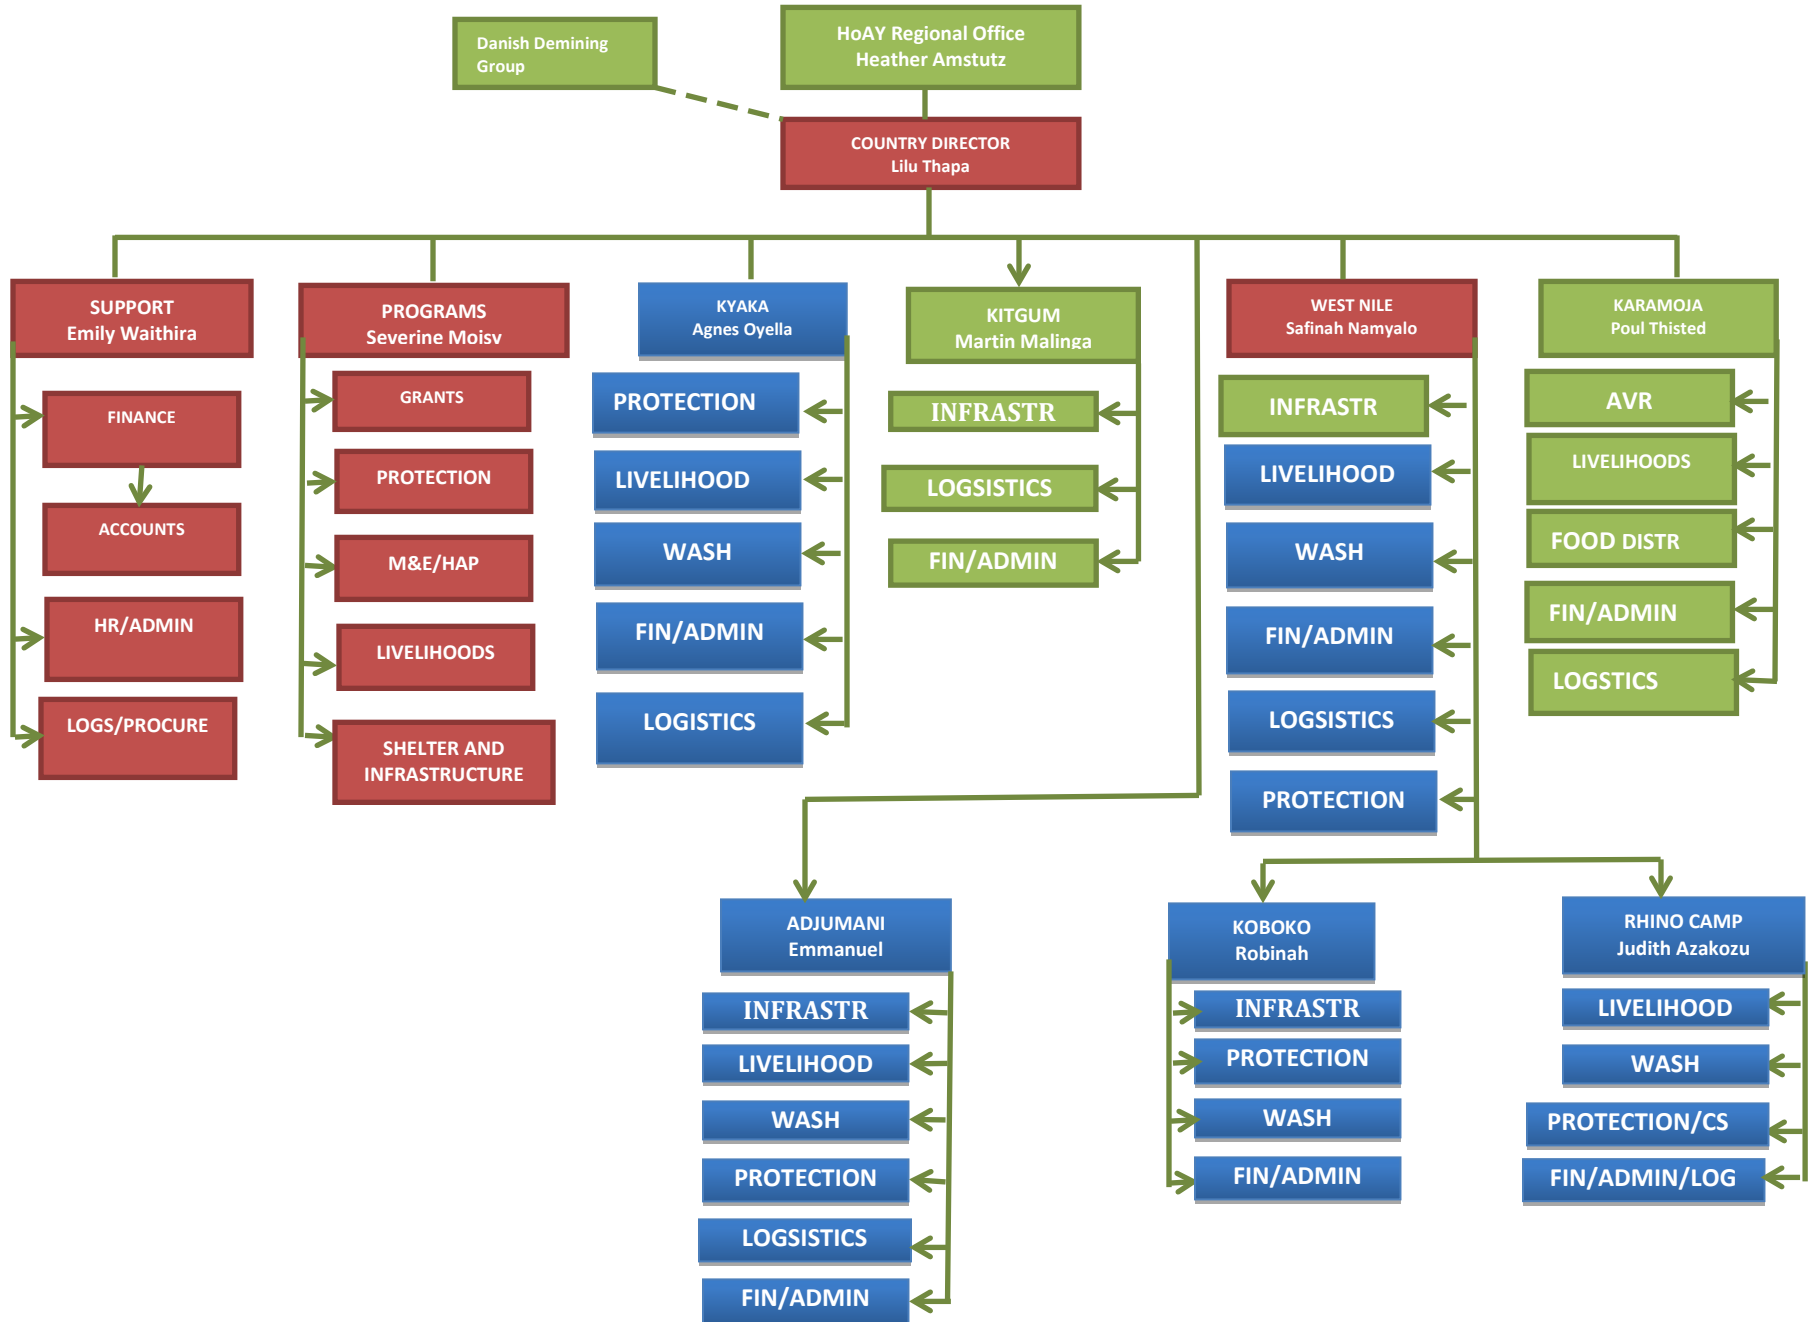 Danish Demining
Group
HoAY Regional Office
Heather Amstutz
COUNTRY DIRECTOR
Lilu Thapa
SUPPORT
Emily Waithira
FINANCE
ACCOUNTS
HR/ADMIN
LOGS/PROCURE
PROGRAMS
Severine Moisy
GRANTS
PROTECTION
M&E/HAP
LIVELIHOODS
SHELTER AND
INFRASTRUCTURE
KYAKA
Agnes Oyella
PROTECTION
LIVELIHOOD
WASH
FIN/ADMIN
LOGISTICS
KITGUM
Martin Malinga
INFRASTR
LOGSISTICS
FIN/ADMIN
WEST NILE
Safinah Namyalo
INFRASTR
LIVELIHOOD
WASH
FIN/ADMIN
LOGSISTICS
PROTECTION
KARAMOJA
Poul Thisted
AVR
LIVELIHOODS
FOOD DISTR
FIN/ADMIN
LOGSTICS
ADJUMANI
Emmanuel
INFRASTR
LIVELIHOOD
WASH
PROTECTION
LOGSISTICS
FIN/ADMIN
KOBOKO
Robinah
INFRASTR
PROTECTION
WASH
FIN/ADMIN
RHINO CAMP
Judith Azakozu
LIVELIHOOD
WASH
PROTECTION/CS
FIN/ADMIN/LOG